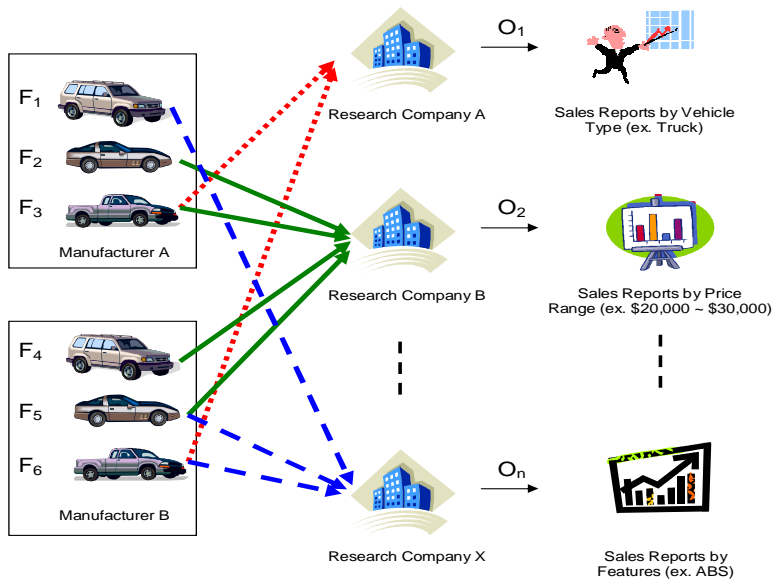 F1
F2
F3
Manufacturer A
F4
F5
F6
Manufacturer B
Research Company A
O1
Sales Reports by Vehicle
Type (ex. Truck)
Research Company B
O2
Sales Reports by Price
Range (ex. $20,000 ~ $30,000)
Research Company X
On
Sales Reports by
Features (ex. ABS)